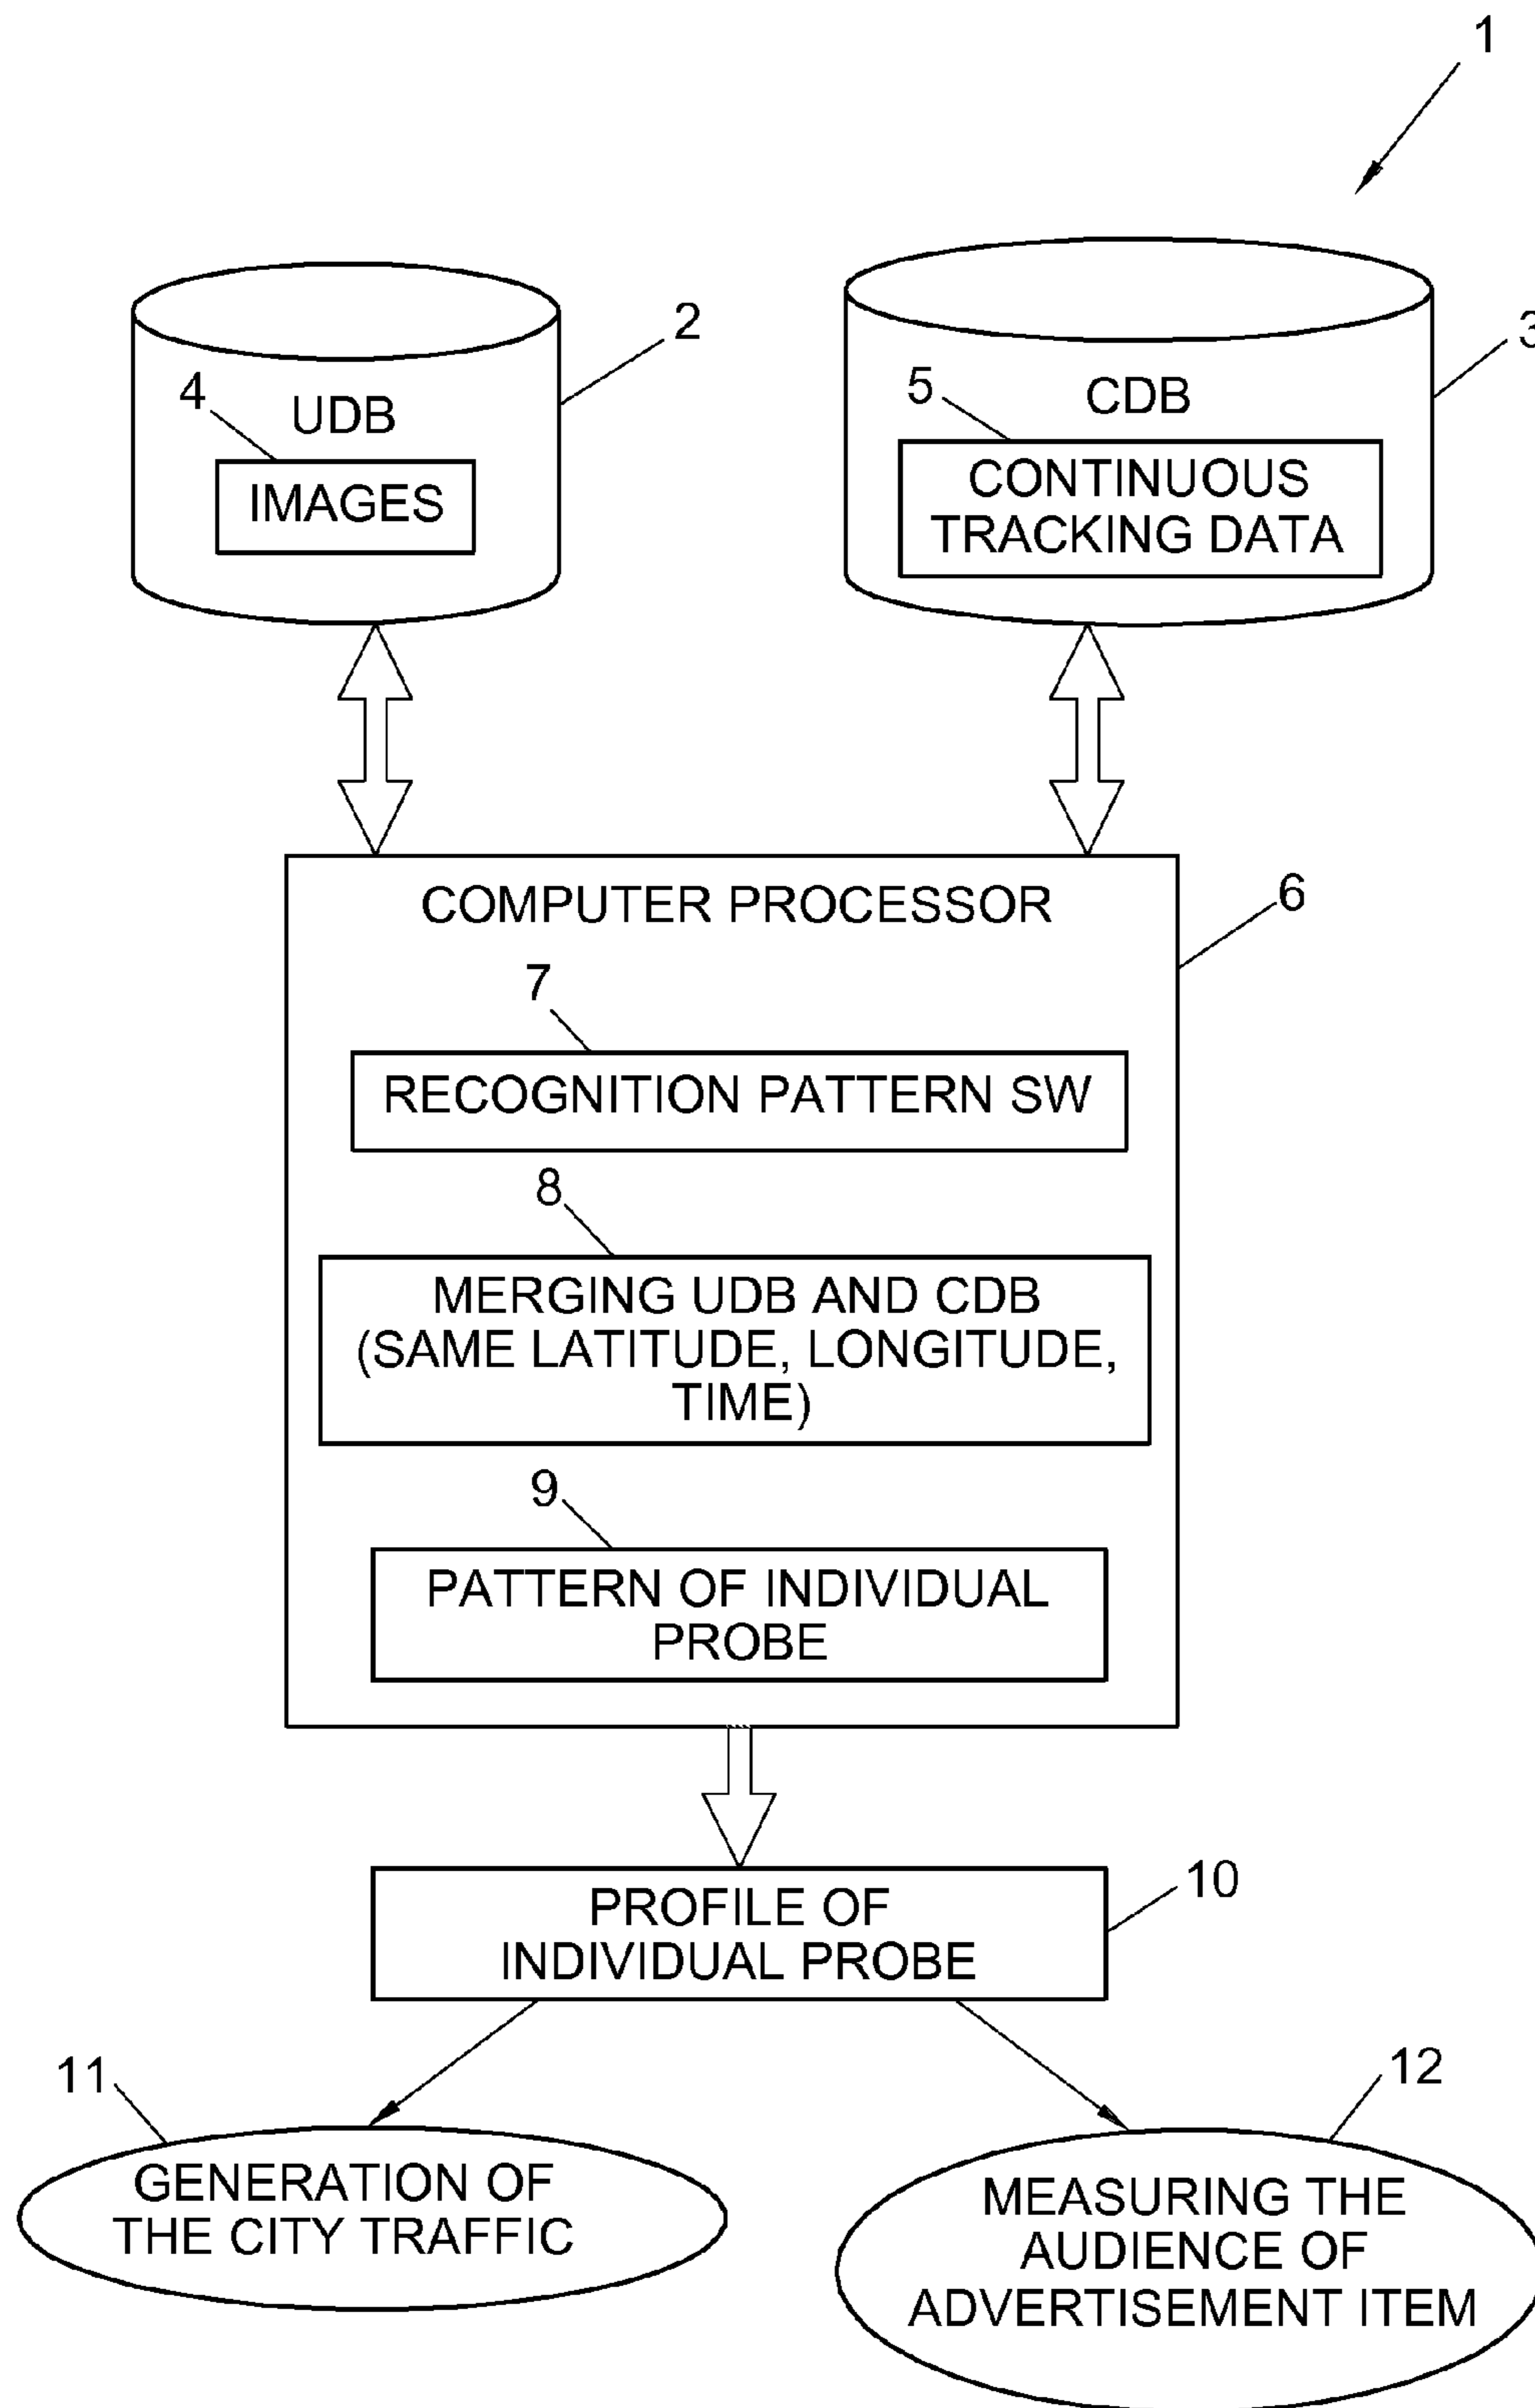 1
2
3
4
UDB
5
CDB
IMAGES
CONTINUOUS
TRACKING DATA
COMPUTER PROCESSOR
6
7
RECOGNITION PATTERN SW
8
MERGING UDB AND CDB
(SAME LATITUDE, LONGITUDE,
TIME)
9
PATTERN OF INDIVIDUAL
PROBE
10
PROFILE OF
INDIVIDUAL PROBE
11
12
GENERATION OF
THE CITY TRAFFIC
MEASURING THE
AUDIENCE OF
ADVERTISEMENT ITEM